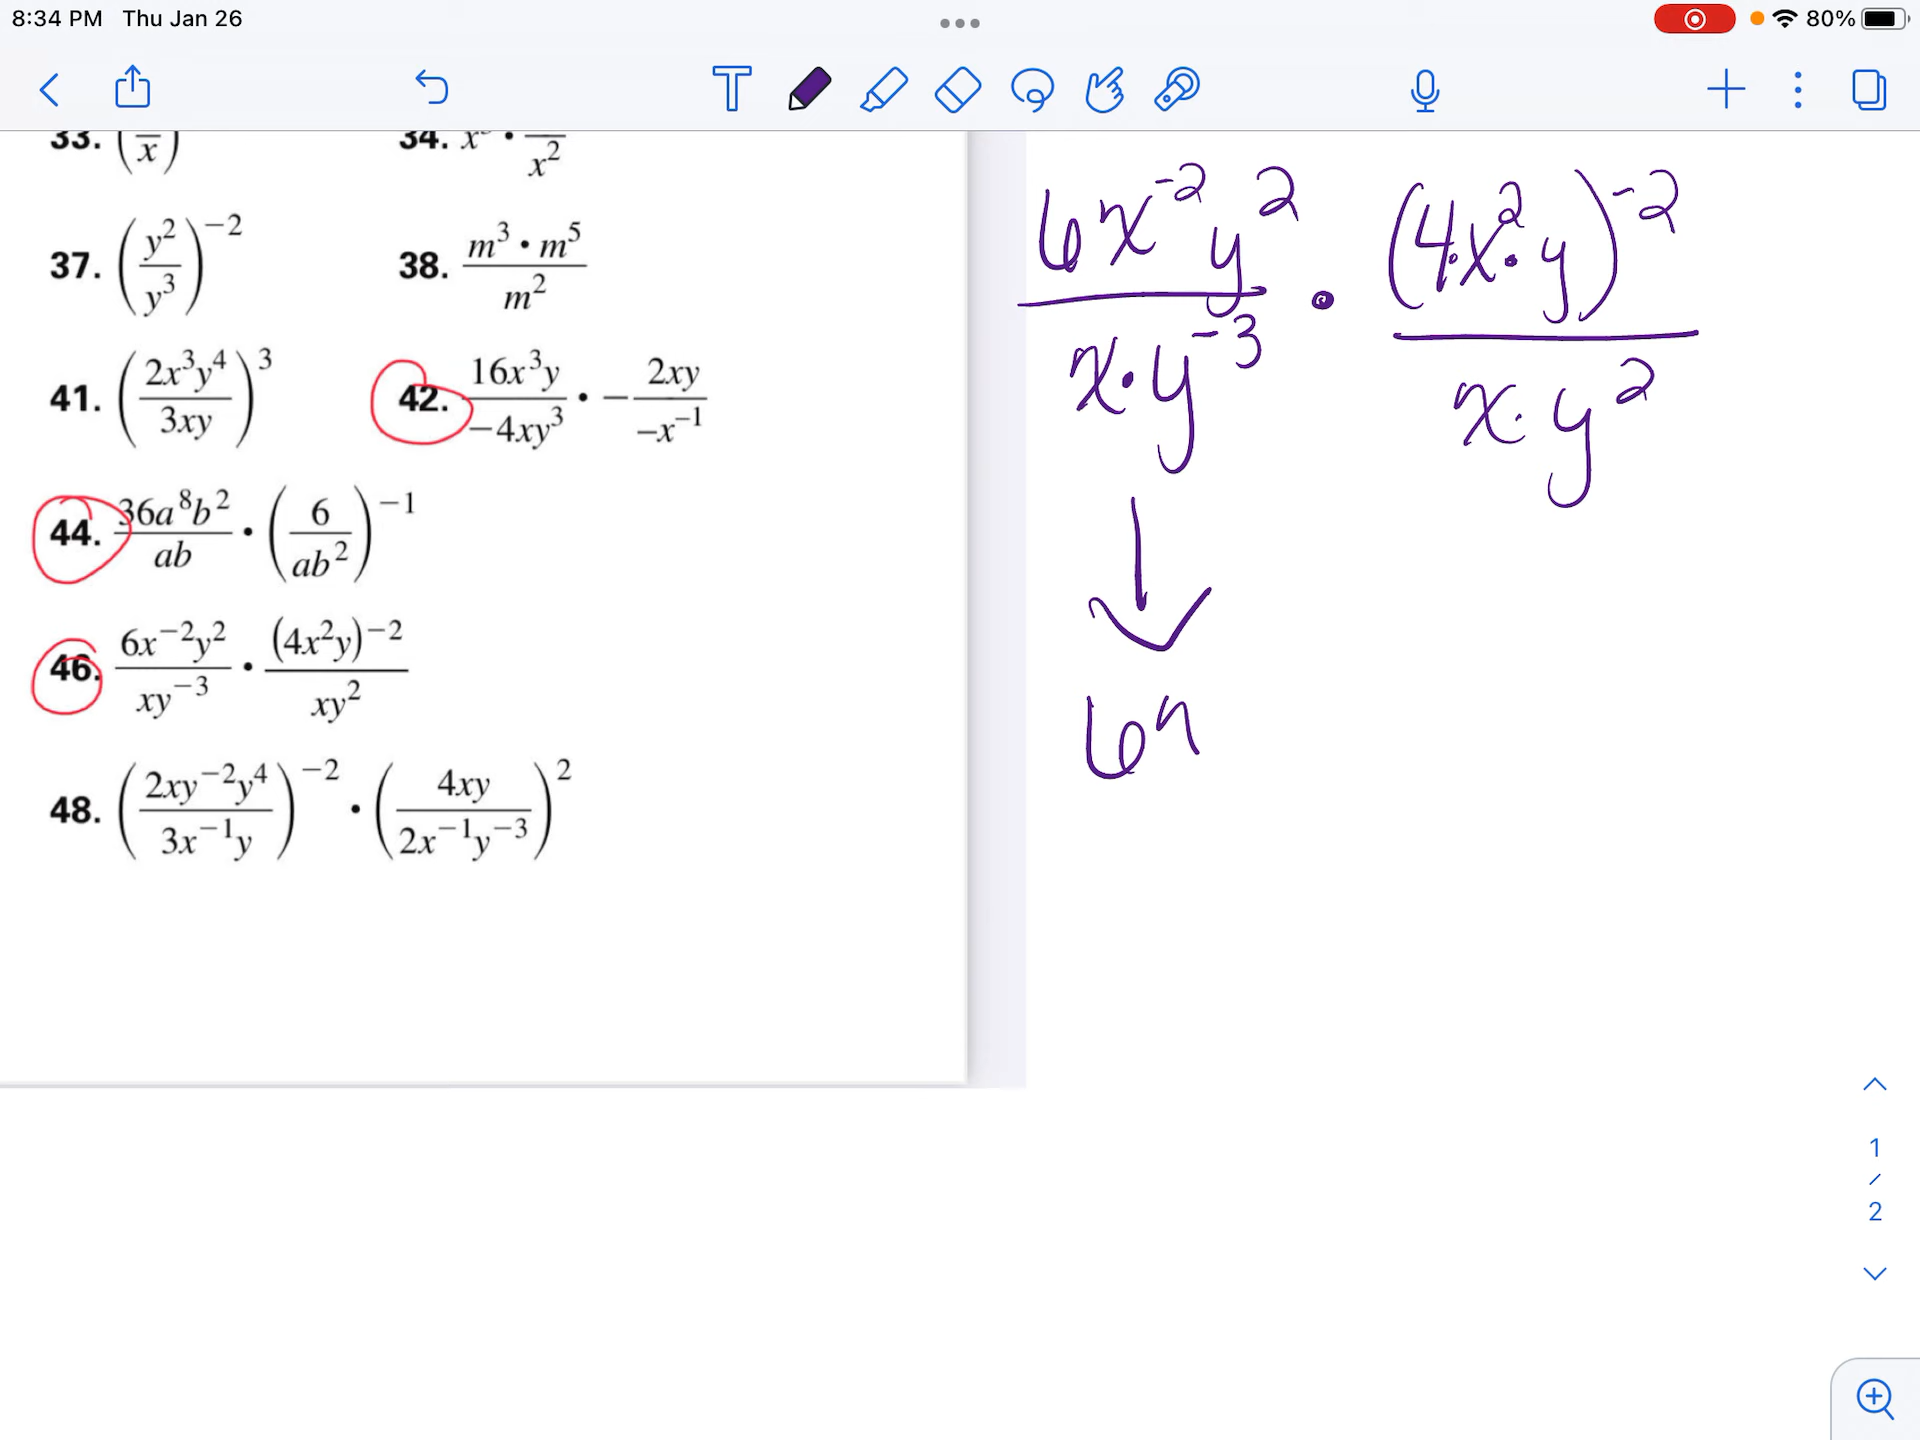 8:34 PM Thu Jan 26
80%
33. (‾/x)
34. x · ‾/x²
37. (y²/y³)⁻²
38. m³ · m⁵/m²
41. (2x³y⁴/3xy)³
42. 16x³y/−4xy³ · −2xy/−x⁻¹
44. 36a⁸b²/ab · (6/ab²)⁻¹
46. 6x⁻²y²/xy⁻³ · (4x²y)⁻²/xy²
48. (2xy⁻²y⁴/3x⁻¹y)⁻² · (4xy/2x⁻¹y⁻³)²
6x⁻²y²/x·y⁻³ · (4·x²·y)⁻²/x·y²
↓
6
1
/
2